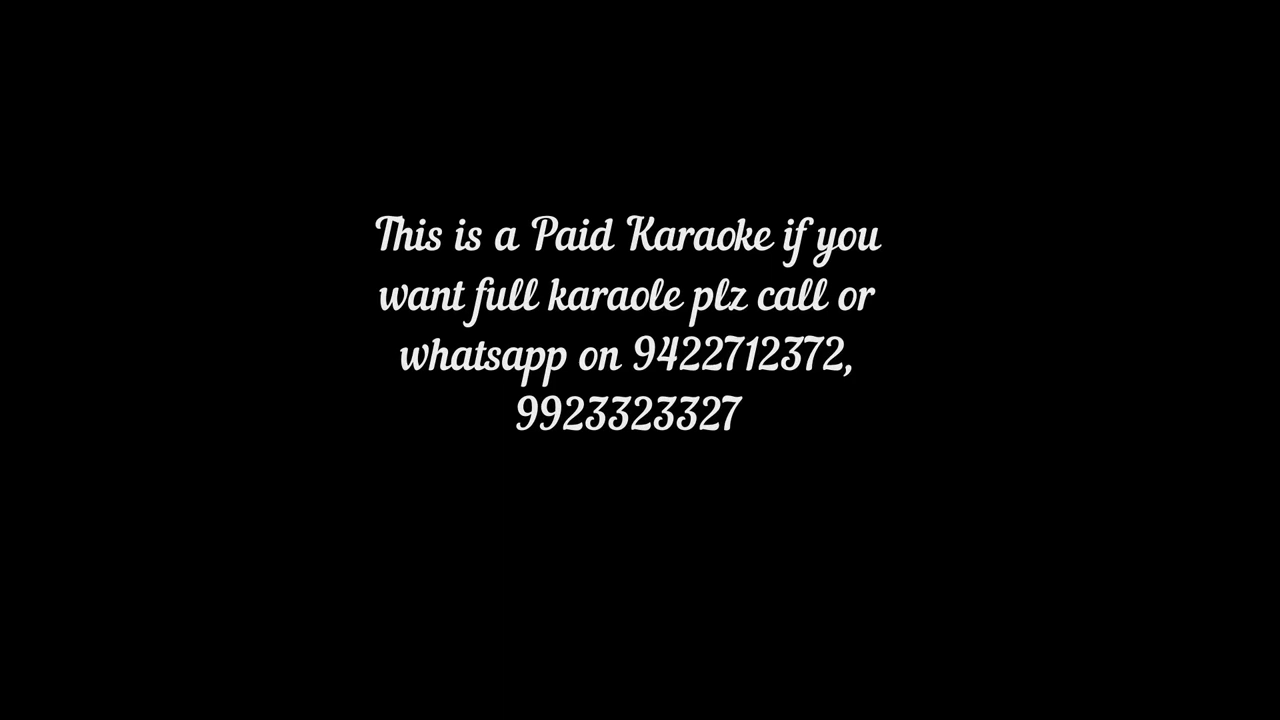 This is a Paid Karaoke if you
want full karaole plz call or
whatsapp on 9422712372,
9923323327